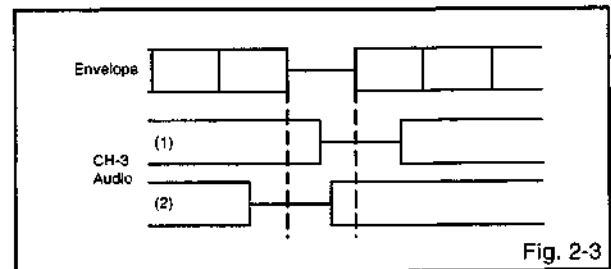 Envelope
(1)
CH-3
Audio
(2)
Fig. 2-3